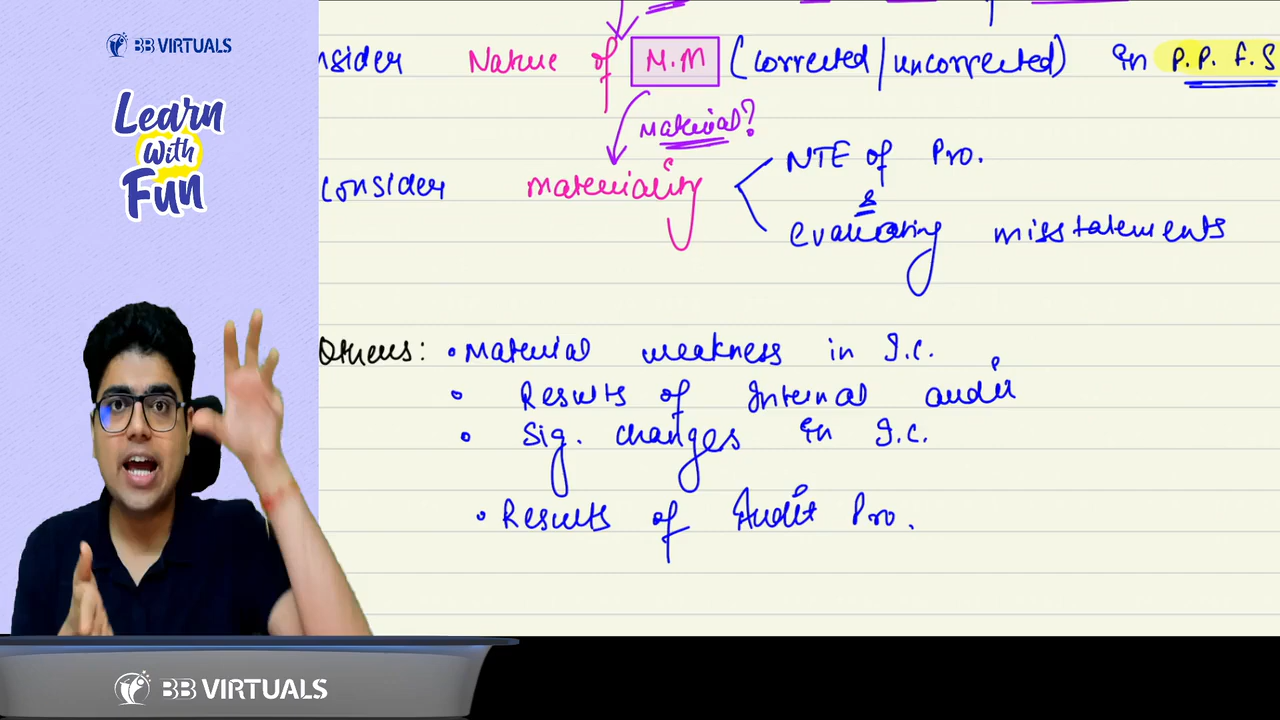 BB VIRTUALS
Learn
With
Fun
nsider Nature of M.M (corrected/uncorrected) in P.P. F.S
Material?
consider materiality
NTE of Pro.
&
evaluating misstatements
Others: • Material weakness in I.C.
• Results of Internal audit
• Sig. changes in I.C.
• Results of Audit Pro.
BB VIRTUALS